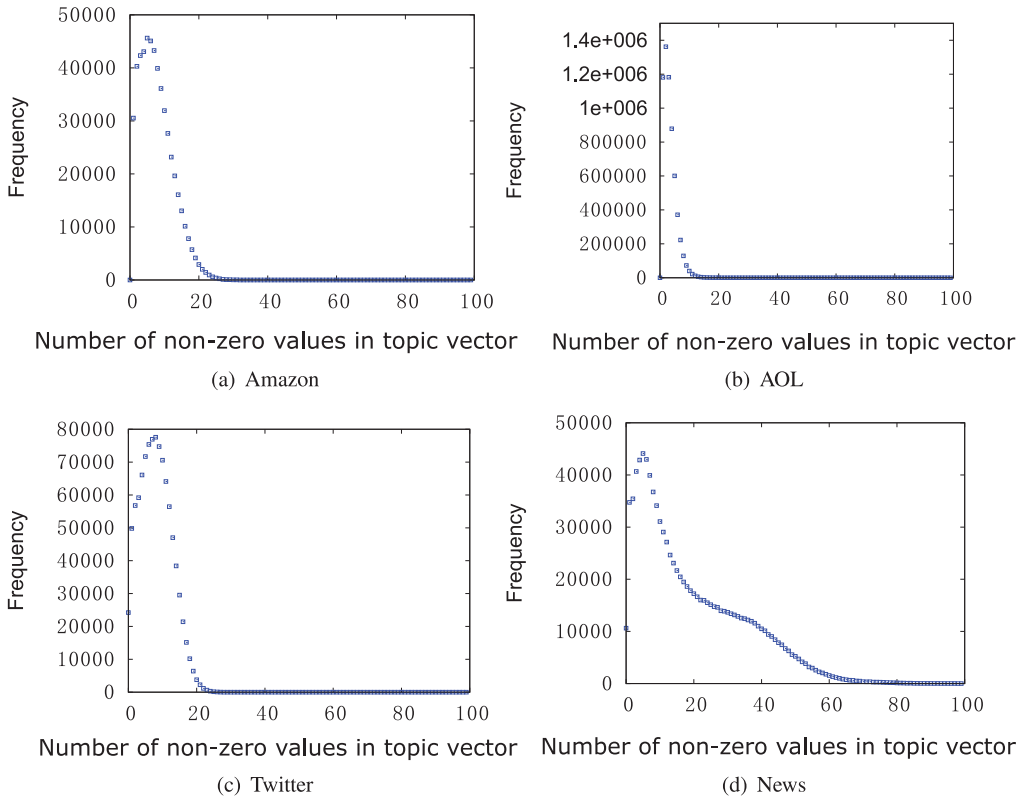 50000
40000
30000
20000
10000
0
0 20 40 60 80 100
Frequency
Number of non-zero values in topic vector
(a) Amazon
1.4e+006
1.2e+006
1e+006
800000
600000
400000
200000
0
0 20 40 60 80 100
Frequency
Number of non-zero values in topic vector
(b) AOL
80000
70000
60000
50000
40000
30000
20000
10000
0
0 20 40 60 80 100
Frequency
Number of non-zero values in topic vector
(c) Twitter
50000
40000
30000
20000
10000
0
0 20 40 60 80 100
Frequency
Number of non-zero values in topic vector
(d) News